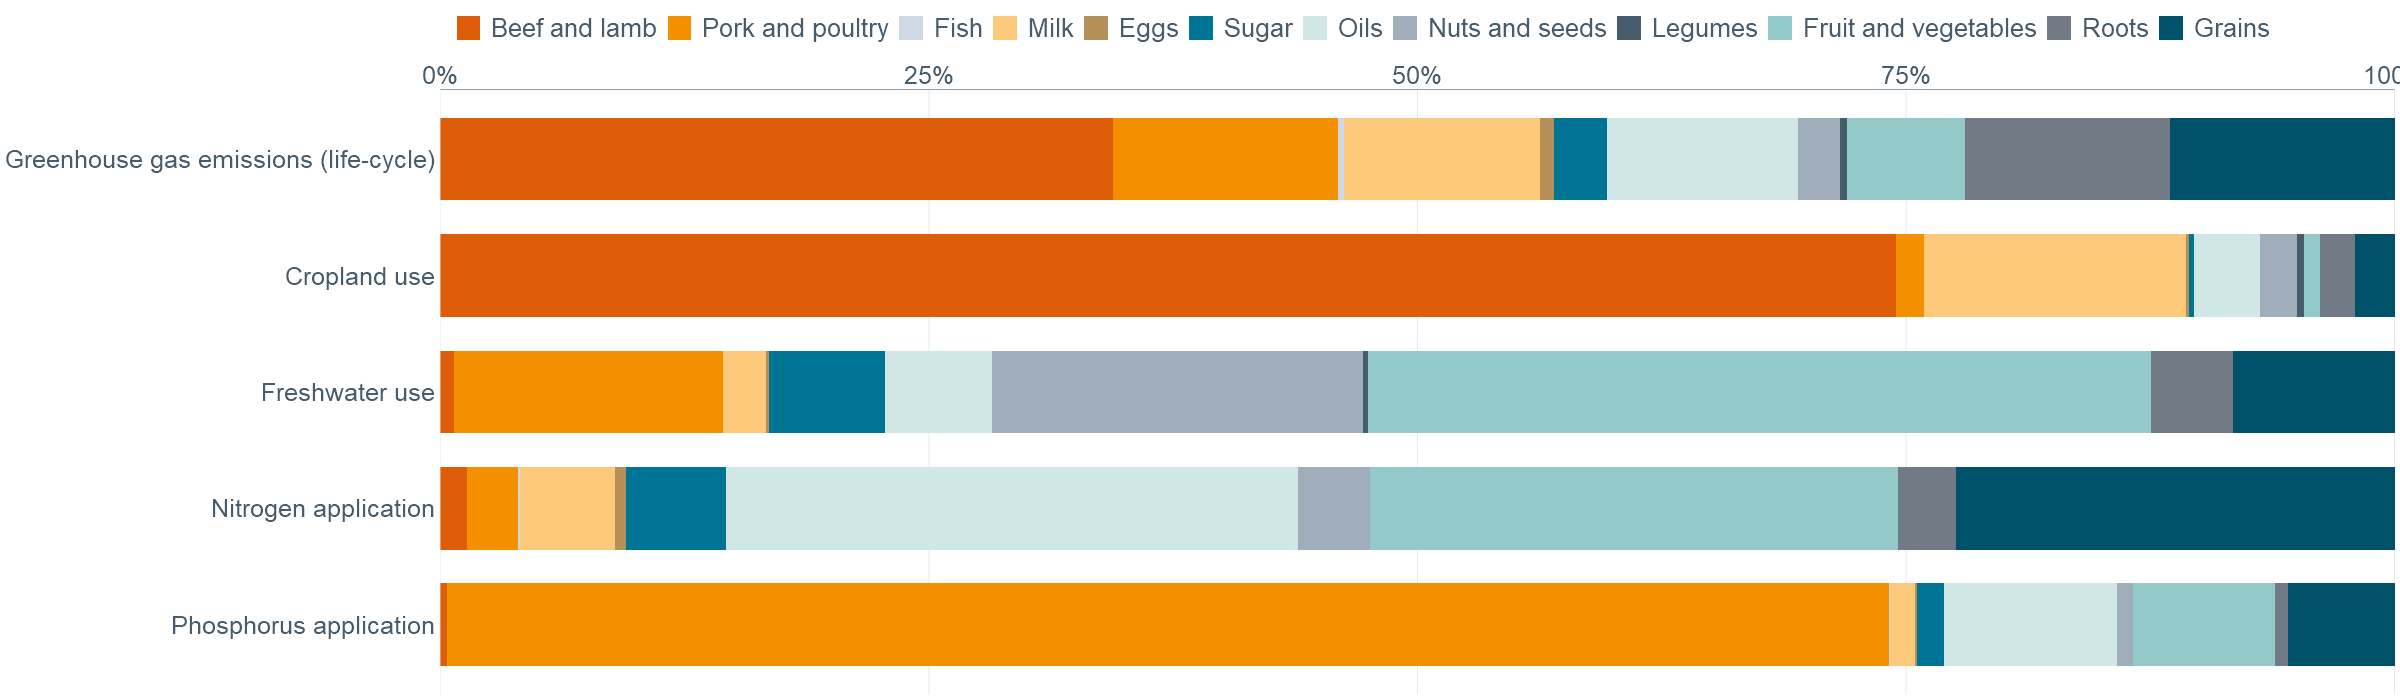 Beef and lamb Pork and poultry Fish Milk Eggs Sugar Oils Nuts and seeds Legumes Fruit and vegetables Roots Grains
0% 25% 50% 75% 100
Greenhouse gas emissions (life-cycle)
Cropland use
Freshwater use
Nitrogen application
Phosphorus application